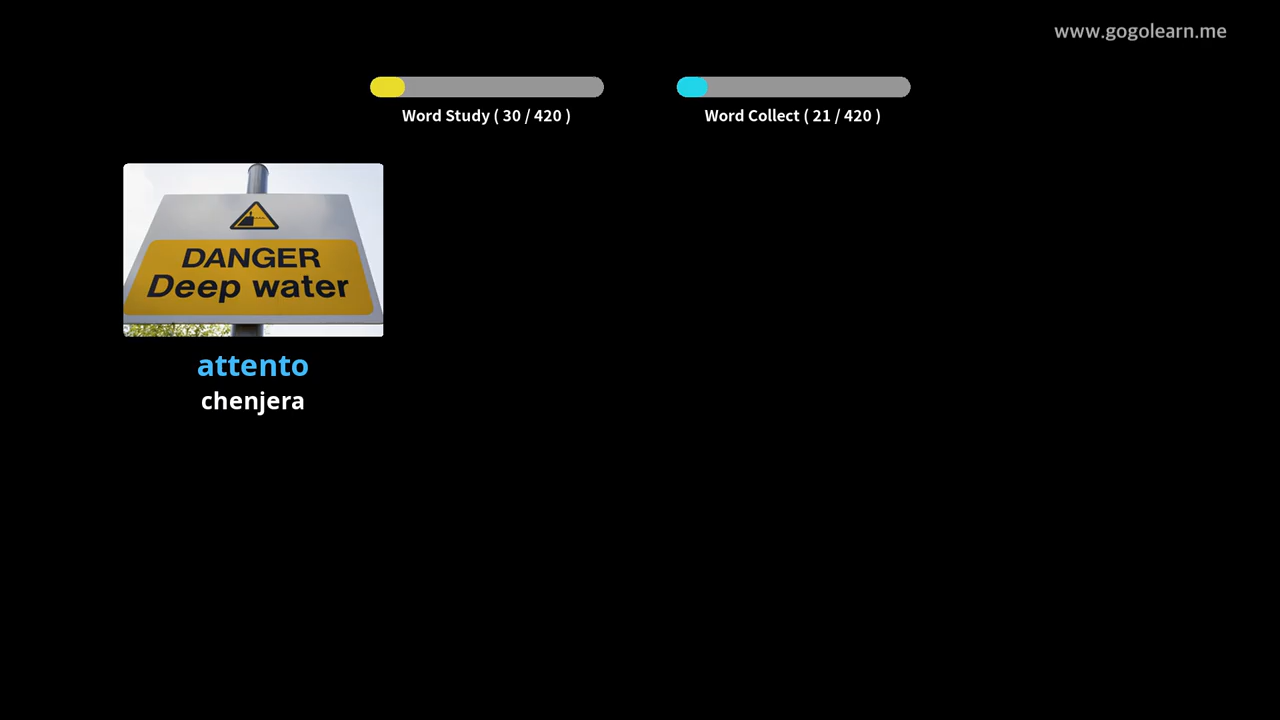 www.gogolearn.me
Word Study ( 30 / 420 )
Word Collect ( 21 / 420 )
DANGER
Deep water
attento
chenjera